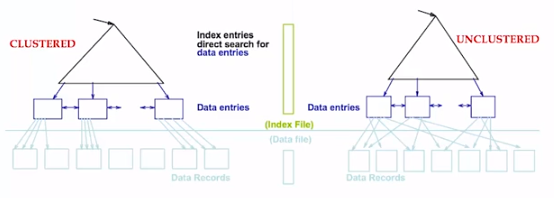 CLUSTERED
Index entries
direct search for
data entries
UNCLUSTERED
Data entries
Data entries
(Index File)
(Data file)
Data Records
Data Records